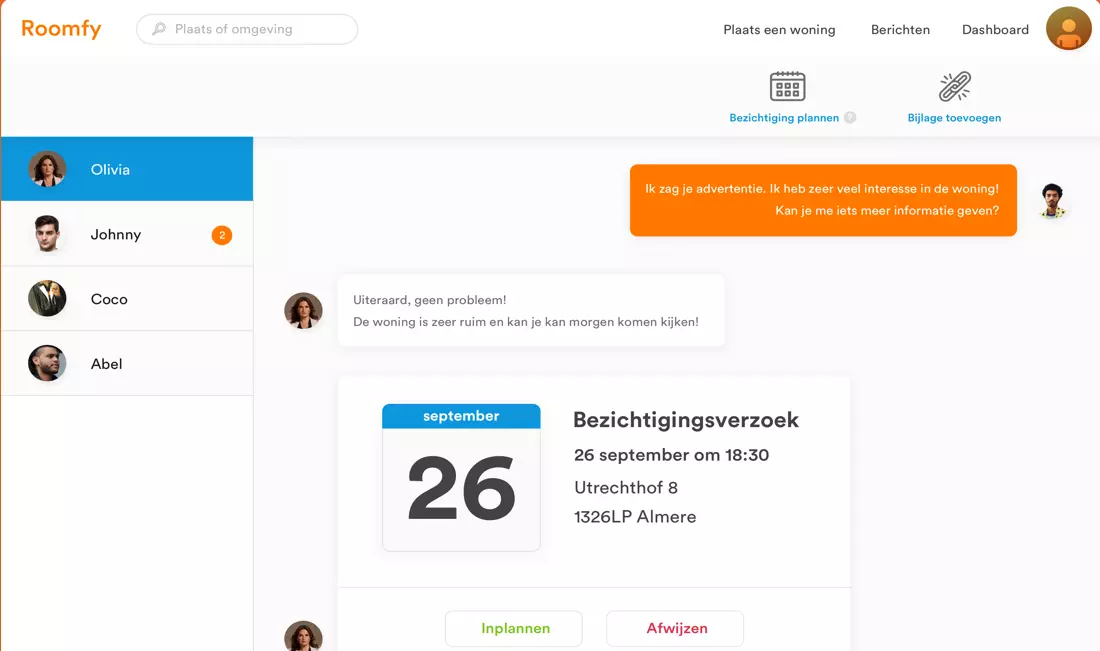 Roomfy
Plaats of omgeving
Plaats een woning
Berichten
Dashboard
Bezichtiging plannen ?
Bijlage toevoegen
Olivia
Johnny
2
Coco
Abel
Ik zag je advertentie. Ik heb zeer veel interesse in de woning!
Kan je me iets meer informatie geven?
Uiteraard, geen probleem!
De woning is zeer ruim en kan je kan morgen komen kijken!
september
26
Bezichtigingsverzoek
26 september om 18:30
Utrechthof 8
1326LP Almere
Inplannen
Afwijzen